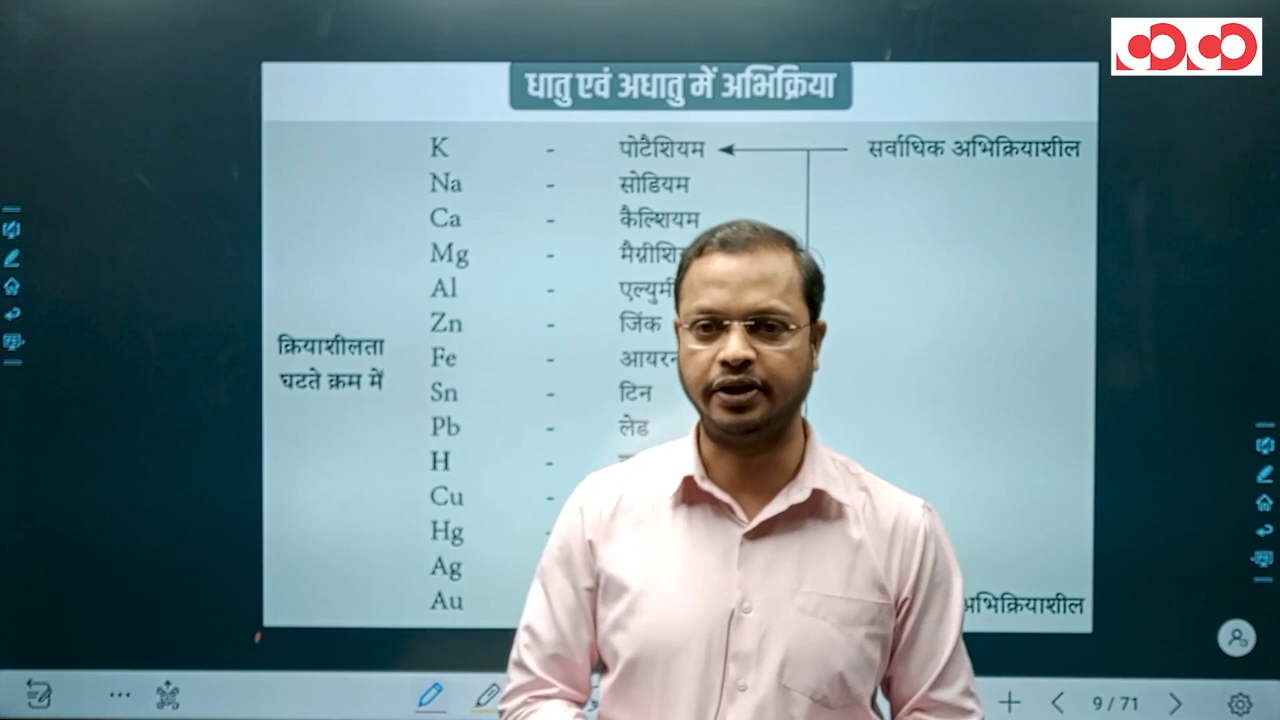 धातु एवं अधातु में अभिक्रिया
K - पोटैशियम सर्वाधिक अभिक्रियाशील
Na - सोडियम
Ca - कैल्शियम
Mg -
Al -
Zn - जिंक
क्रियाशीलता
घटते क्रम में
Fe -
Sn - टिन
Pb - लेड
H -
Cu -
Hg -
Ag
Au अभिक्रियाशील
9 / 71